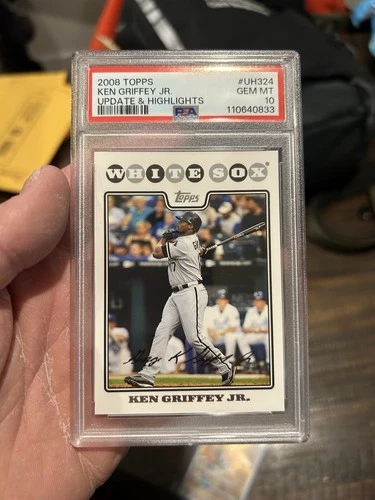 2008 TOPPS #UH324
KEN GRIFFEY JR. GEM MT
UPDATE & HIGHLIGHTS 10
PSA 110640833
WHITE SOX
Topps
KEN GRIFFEY JR.